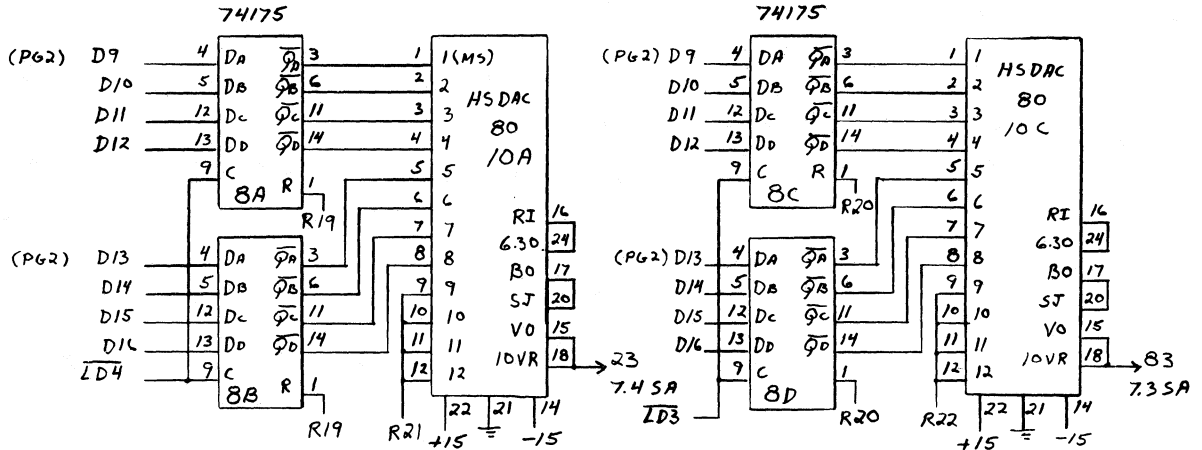 74175 74175
(PG2) D9 4 DA Q̅D̅ 3 1 1(MS) (PG2) D9 4 DA Q̅A̅ 3 1 1
D10 5 DB Q̅B̅ 6 2 2 D10 5 DB Q̅B̅ 6 2 2
HSDAC HSDAC
D11 12 DC Q̅C̅ 11 3 3 D11 12 DC Q̅C̅ 11 3 3
80 80
D12 13 DD Q̅D̅ 14 4 4 D12 13 DD Q̅D̅ 14 4 4
10A 10C
9 C 5 5 9 C R 1 5 5
8A R 1 6 6 8C 6 6
R19 R20
7 7 RI 16 7 7 RI 16
6.30 24 6.30 24
(PG2) D13 4 DA Q̅A̅ 3 8 8 (PG2) D13 4 DA Q̅A̅ 3 8 8
BO 17 BO 17
D14 5 DB Q̅B̅ 6 9 9 D14 5 DB Q̅B̅ 6 9 9
SJ 20 SJ 20
D15 12 DC Q̅C̅ 11 10 10 D15 12 DC Q̅C̅ 11 10 10
VO 15 VO 15
D16 13 DD Q̅D̅ 14 11 11 D16 13 DD Q̅D̅ 14 11 11
10VR 18 23 10VR 18 83
L̅D̅4̅ 9 C R 1 12 12 9 C 1 12 12
8B 7.4SA 8D 7.3SA
22 21 14 22 21 14
R19 R21 +15 -15 L̅D̅3̅ R20 R22 +15 -15